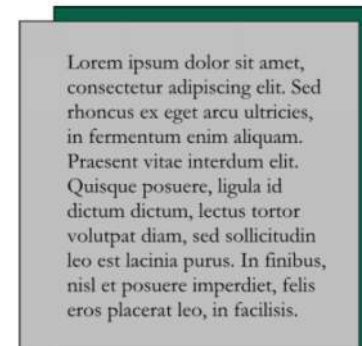 Lorem ipsum dolor sit amet,
consectetur adipiscing elit. Sed
rhoncus ex eget arcu ultricies,
in fermentum enim aliquam.
Praesent vitae interdum elit.
Quisque posuere, ligula id
dictum dictum, lectus tortor
volutpat diam, sed sollicitudin
leo est lacinia purus. In finibus,
nisl et posuere imperdiet, felis
eros placerat leo, in facilisis.